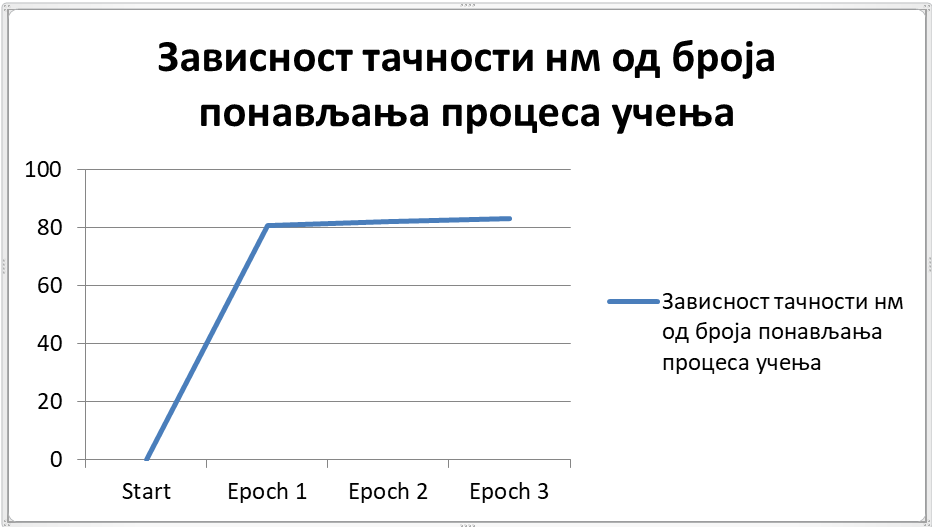 Зависност тачности нм од броја
понављања процеса учења
100
80
60
40
20
0
Start Epoch 1 Epoch 2 Epoch 3
Зависност тачности нм
од броја понављања
процеса учења